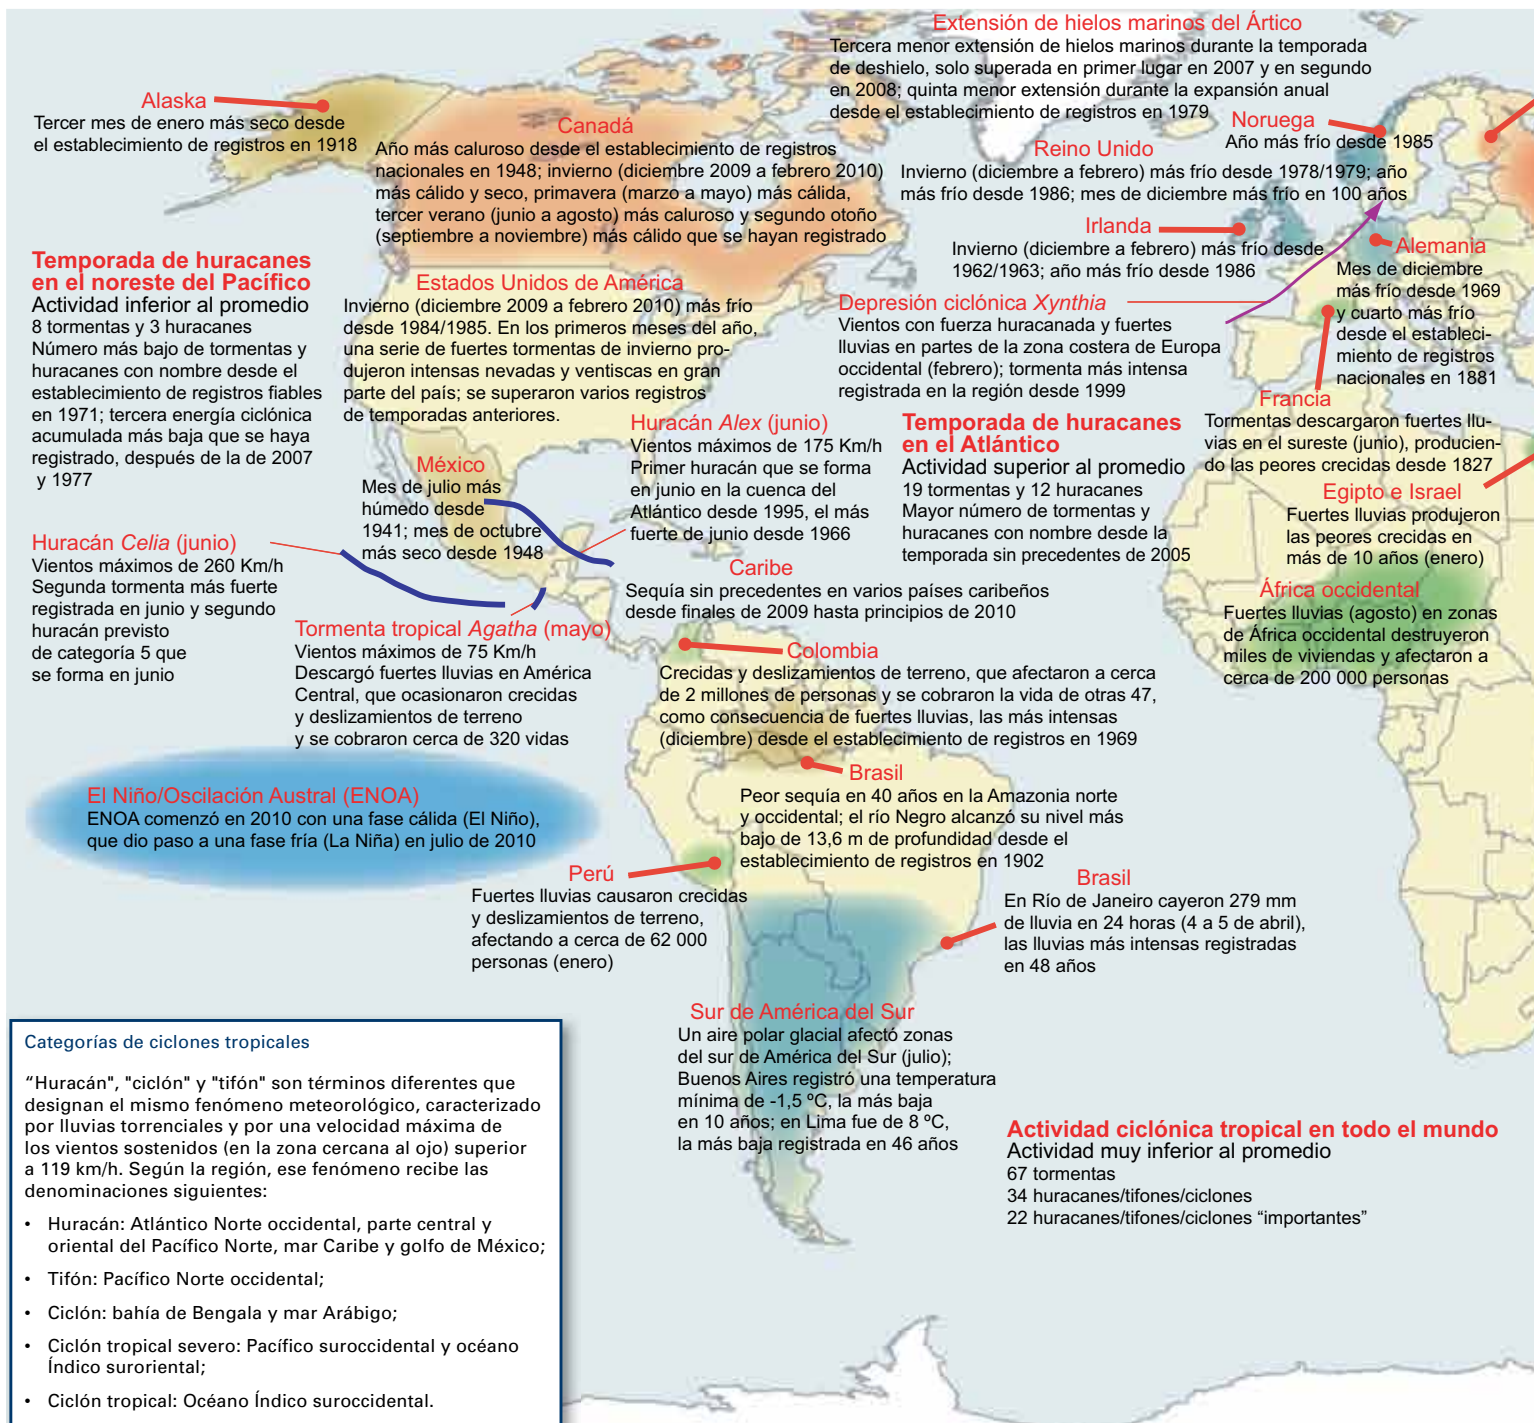 Extensión de hielos marinos del Ártico
Tercera menor extensión de hielos marinos durante la temporada
de deshielo, solo superada en primer lugar en 2007 y en segundo
en 2008; quinta menor extensión durante la expansión anual
desde el establecimiento de registros en 1979
Alaska
Tercer mes de enero más seco desde
el establecimiento de registros en 1918
Canadá
Año más caluroso desde el establecimiento de registros
nacionales en 1948; invierno (diciembre 2009 a febrero 2010)
más cálido y seco, primavera (marzo a mayo) más cálida,
tercer verano (junio a agosto) más caluroso y segundo otoño
(septiembre a noviembre) más cálido que se hayan registrado
Noruega
Año más frío desde 1985
Reino Unido
Invierno (diciembre a febrero) más frío desde 1978/1979; año
más frío desde 1986; mes de diciembre más frío en 100 años
Irlanda
Invierno (diciembre a febrero) más frío desde
1962/1963; año más frío desde 1986
Alemania
Mes de diciembre
más frío desde 1969
y cuarto más frío
desde el estableci-
miento de registros
nacionales en 1881
Temporada de huracanes
en el noreste del Pacífico
Actividad inferior al promedio
8 tormentas y 3 huracanes
Número más bajo de tormentas y
huracanes con nombre desde el
establecimiento de registros fiables
en 1971; tercera energía ciclónica
acumulada más baja que se haya
registrado, después de la de 2007
y 1977
Estados Unidos de América
Invierno (diciembre 2009 a febrero 2010) más frío
desde 1984/1985. En los primeros meses del año,
una serie de fuertes tormentas de invierno pro-
dujeron intensas nevadas y ventiscas en gran
parte del país; se superaron varios registros
de temporadas anteriores.
Depresión ciclónica Xynthia
Vientos con fuerza huracanada y fuertes
lluvias en partes de la zona costera de Europa
occidental (febrero); tormenta más intensa
registrada en la región desde 1999
Francia
Tormentas descargaron fuertes llu-
vias en el sureste (junio), producien-
do las peores crecidas desde 1827
Huracán Alex (junio)
Vientos máximos de 175 Km/h
Primer huracán que se forma
en junio en la cuenca del
Atlántico desde 1995, el más
fuerte de junio desde 1966
Temporada de huracanes
en el Atlántico
Actividad superior al promedio
19 tormentas y 12 huracanes
Mayor número de tormentas y
huracanes con nombre desde la
temporada sin precedentes de 2005
México
Mes de julio más
húmedo desde
1941; mes de octubre
más seco desde 1948
Egipto e Israel
Fuertes lluvias produjeron
las peores crecidas en
más de 10 años (enero)
Huracán Celia (junio)
Vientos máximos de 260 Km/h
Segunda tormenta más fuerte
registrada en junio y segundo
huracán previsto
de categoría 5 que
se forma en junio
Caribe
Sequía sin precedentes en varios países caribeños
desde finales de 2009 hasta principios de 2010
África occidental
Fuertes lluvias (agosto) en zonas
de África occidental destruyeron
miles de viviendas y afectaron a
cerca de 200 000 personas
Tormenta tropical Agatha (mayo)
Vientos máximos de 75 Km/h
Descargó fuertes lluvias en América
Central, que ocasionaron crecidas
y deslizamientos de terreno
y se cobraron cerca de 320 vidas
Colombia
Crecidas y deslizamientos de terreno, que afectaron a cerca
de 2 millones de personas y se cobraron la vida de otras 47,
como consecuencia de fuertes lluvias, las más intensas
(diciembre) desde el establecimiento de registros en 1969
El Niño/Oscilación Austral (ENOA)
ENOA comenzó en 2010 con una fase cálida (El Niño),
que dio paso a una fase fría (La Niña) en julio de 2010
Brasil
Peor sequía en 40 años en la Amazonia norte
y occidental; el río Negro alcanzó su nivel más
bajo de 13,6 m de profundidad desde el
establecimiento de registros en 1902
Perú
Fuertes lluvias causaron crecidas
y deslizamientos de terreno,
afectando a cerca de 62 000
personas (enero)
Brasil
En Río de Janeiro cayeron 279 mm
de lluvia en 24 horas (4 a 5 de abril),
las lluvias más intensas registradas
en 48 años
Sur de América del Sur
Un aire polar glacial afectó zonas
del sur de América del Sur (julio);
Buenos Aires registró una temperatura
mínima de -1,5 ºC, la más baja
en 10 años; en Lima fue de 8 ºC,
la más baja registrada en 46 años
Actividad ciclónica tropical en todo el mundo
Actividad muy inferior al promedio
67 tormentas
34 huracanes/tifones/ciclones
22 huracanes/tifones/ciclones “importantes”
Categorías de ciclones tropicales
“Huracán", "ciclón" y "tifón" son términos diferentes que
designan el mismo fenómeno meteorológico, caracterizado
por lluvias torrenciales y por una velocidad máxima de
los vientos sostenidos (en la zona cercana al ojo) superior
a 119 km/h. Según la región, ese fenómeno recibe las
denominaciones siguientes:
• Huracán: Atlántico Norte occidental, parte central y
oriental del Pacífico Norte, mar Caribe y golfo de México;
• Tifón: Pacífico Norte occidental;
• Ciclón: bahía de Bengala y mar Arábigo;
• Ciclón tropical severo: Pacífico suroccidental y océano
Índico suroriental;
• Ciclón tropical: Océano Índico suroccidental.